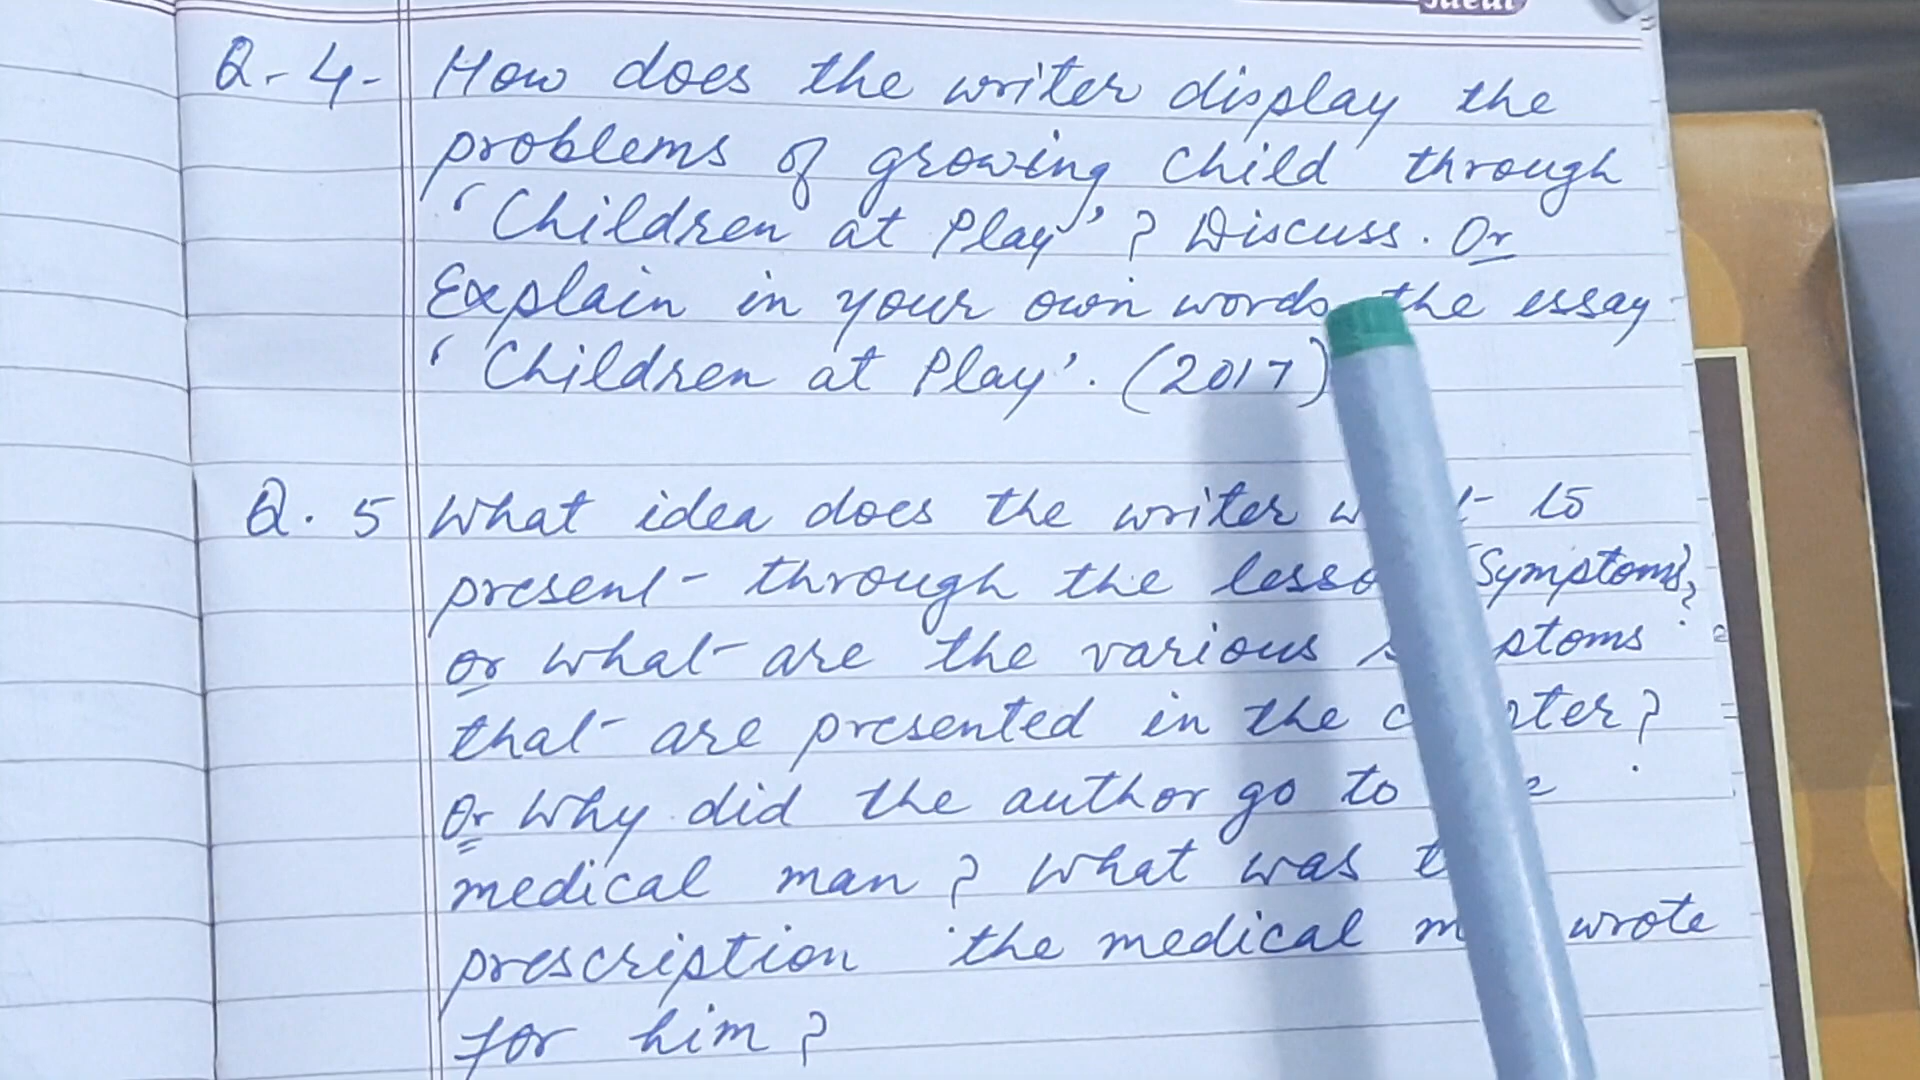 Q-4- How does the writer display the
problems of growing child through
'Children at Play'? Discuss. Or
Explain in your own words the essay
'Children at Play'. (2017)
Q. 5 What idea does the writer to
present through the Symptoms'?
or what are the various
that are presented in the
Or Why did the author go to
medical man? What was
prescription the medical wrote
for him?